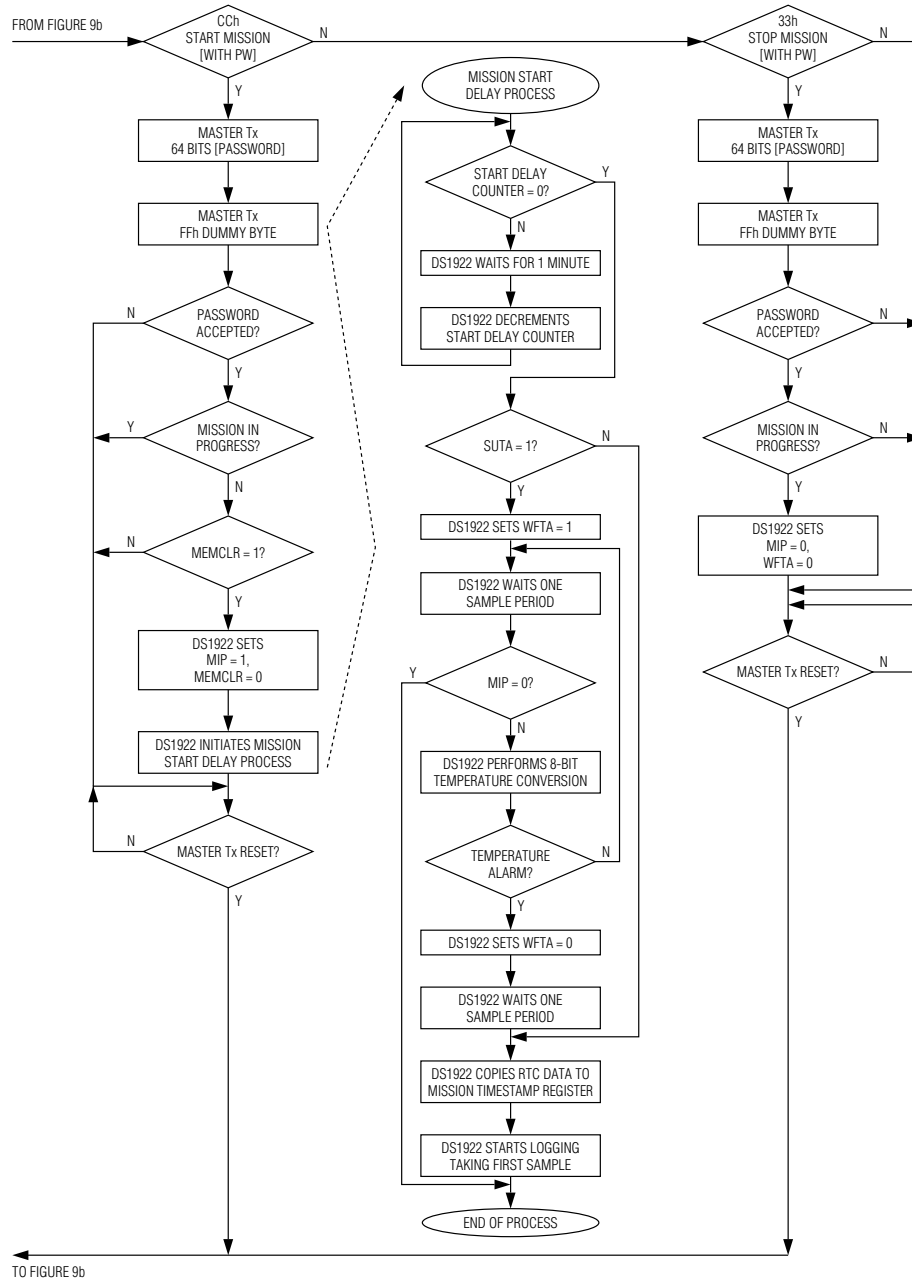 FROM FIGURE 9b
CCh
START MISSION
[WITH PW]
N
Y
MASTER Tx
64 BITS [PASSWORD]
MASTER Tx
FFh DUMMY BYTE
N
PASSWORD
ACCEPTED?
Y
Y
MISSION IN
PROGRESS?
N
N
MEMCLR = 1?
Y
DS1922 SETS
MIP = 1,
MEMCLR = 0
DS1922 INITIATES MISSION
START DELAY PROCESS
N
MASTER Tx RESET?
Y
MISSION START
DELAY PROCESS
START DELAY
COUNTER = 0?
Y
N
DS1922 WAITS FOR 1 MINUTE
DS1922 DECREMENTS
START DELAY COUNTER
SUTA = 1?
N
Y
DS1922 SETS WFTA = 1
DS1922 WAITS ONE
SAMPLE PERIOD
Y
MIP = 0?
N
DS1922 PERFORMS 8-BIT
TEMPERATURE CONVERSION
TEMPERATURE
ALARM?
N
Y
DS1922 SETS WFTA = 0
DS1922 WAITS ONE
SAMPLE PERIOD
DS1922 COPIES RTC DATA TO
MISSION TIMESTAMP REGISTER
DS1922 STARTS LOGGING
TAKING FIRST SAMPLE
END OF PROCESS
33h
STOP MISSION
[WITH PW]
N
Y
MASTER Tx
64 BITS [PASSWORD]
MASTER Tx
FFh DUMMY BYTE
PASSWORD
ACCEPTED?
N
Y
MISSION IN
PROGRESS?
N
Y
DS1922 SETS
MIP = 0,
WFTA = 0
MASTER Tx RESET?
N
Y
TO FIGURE 9b